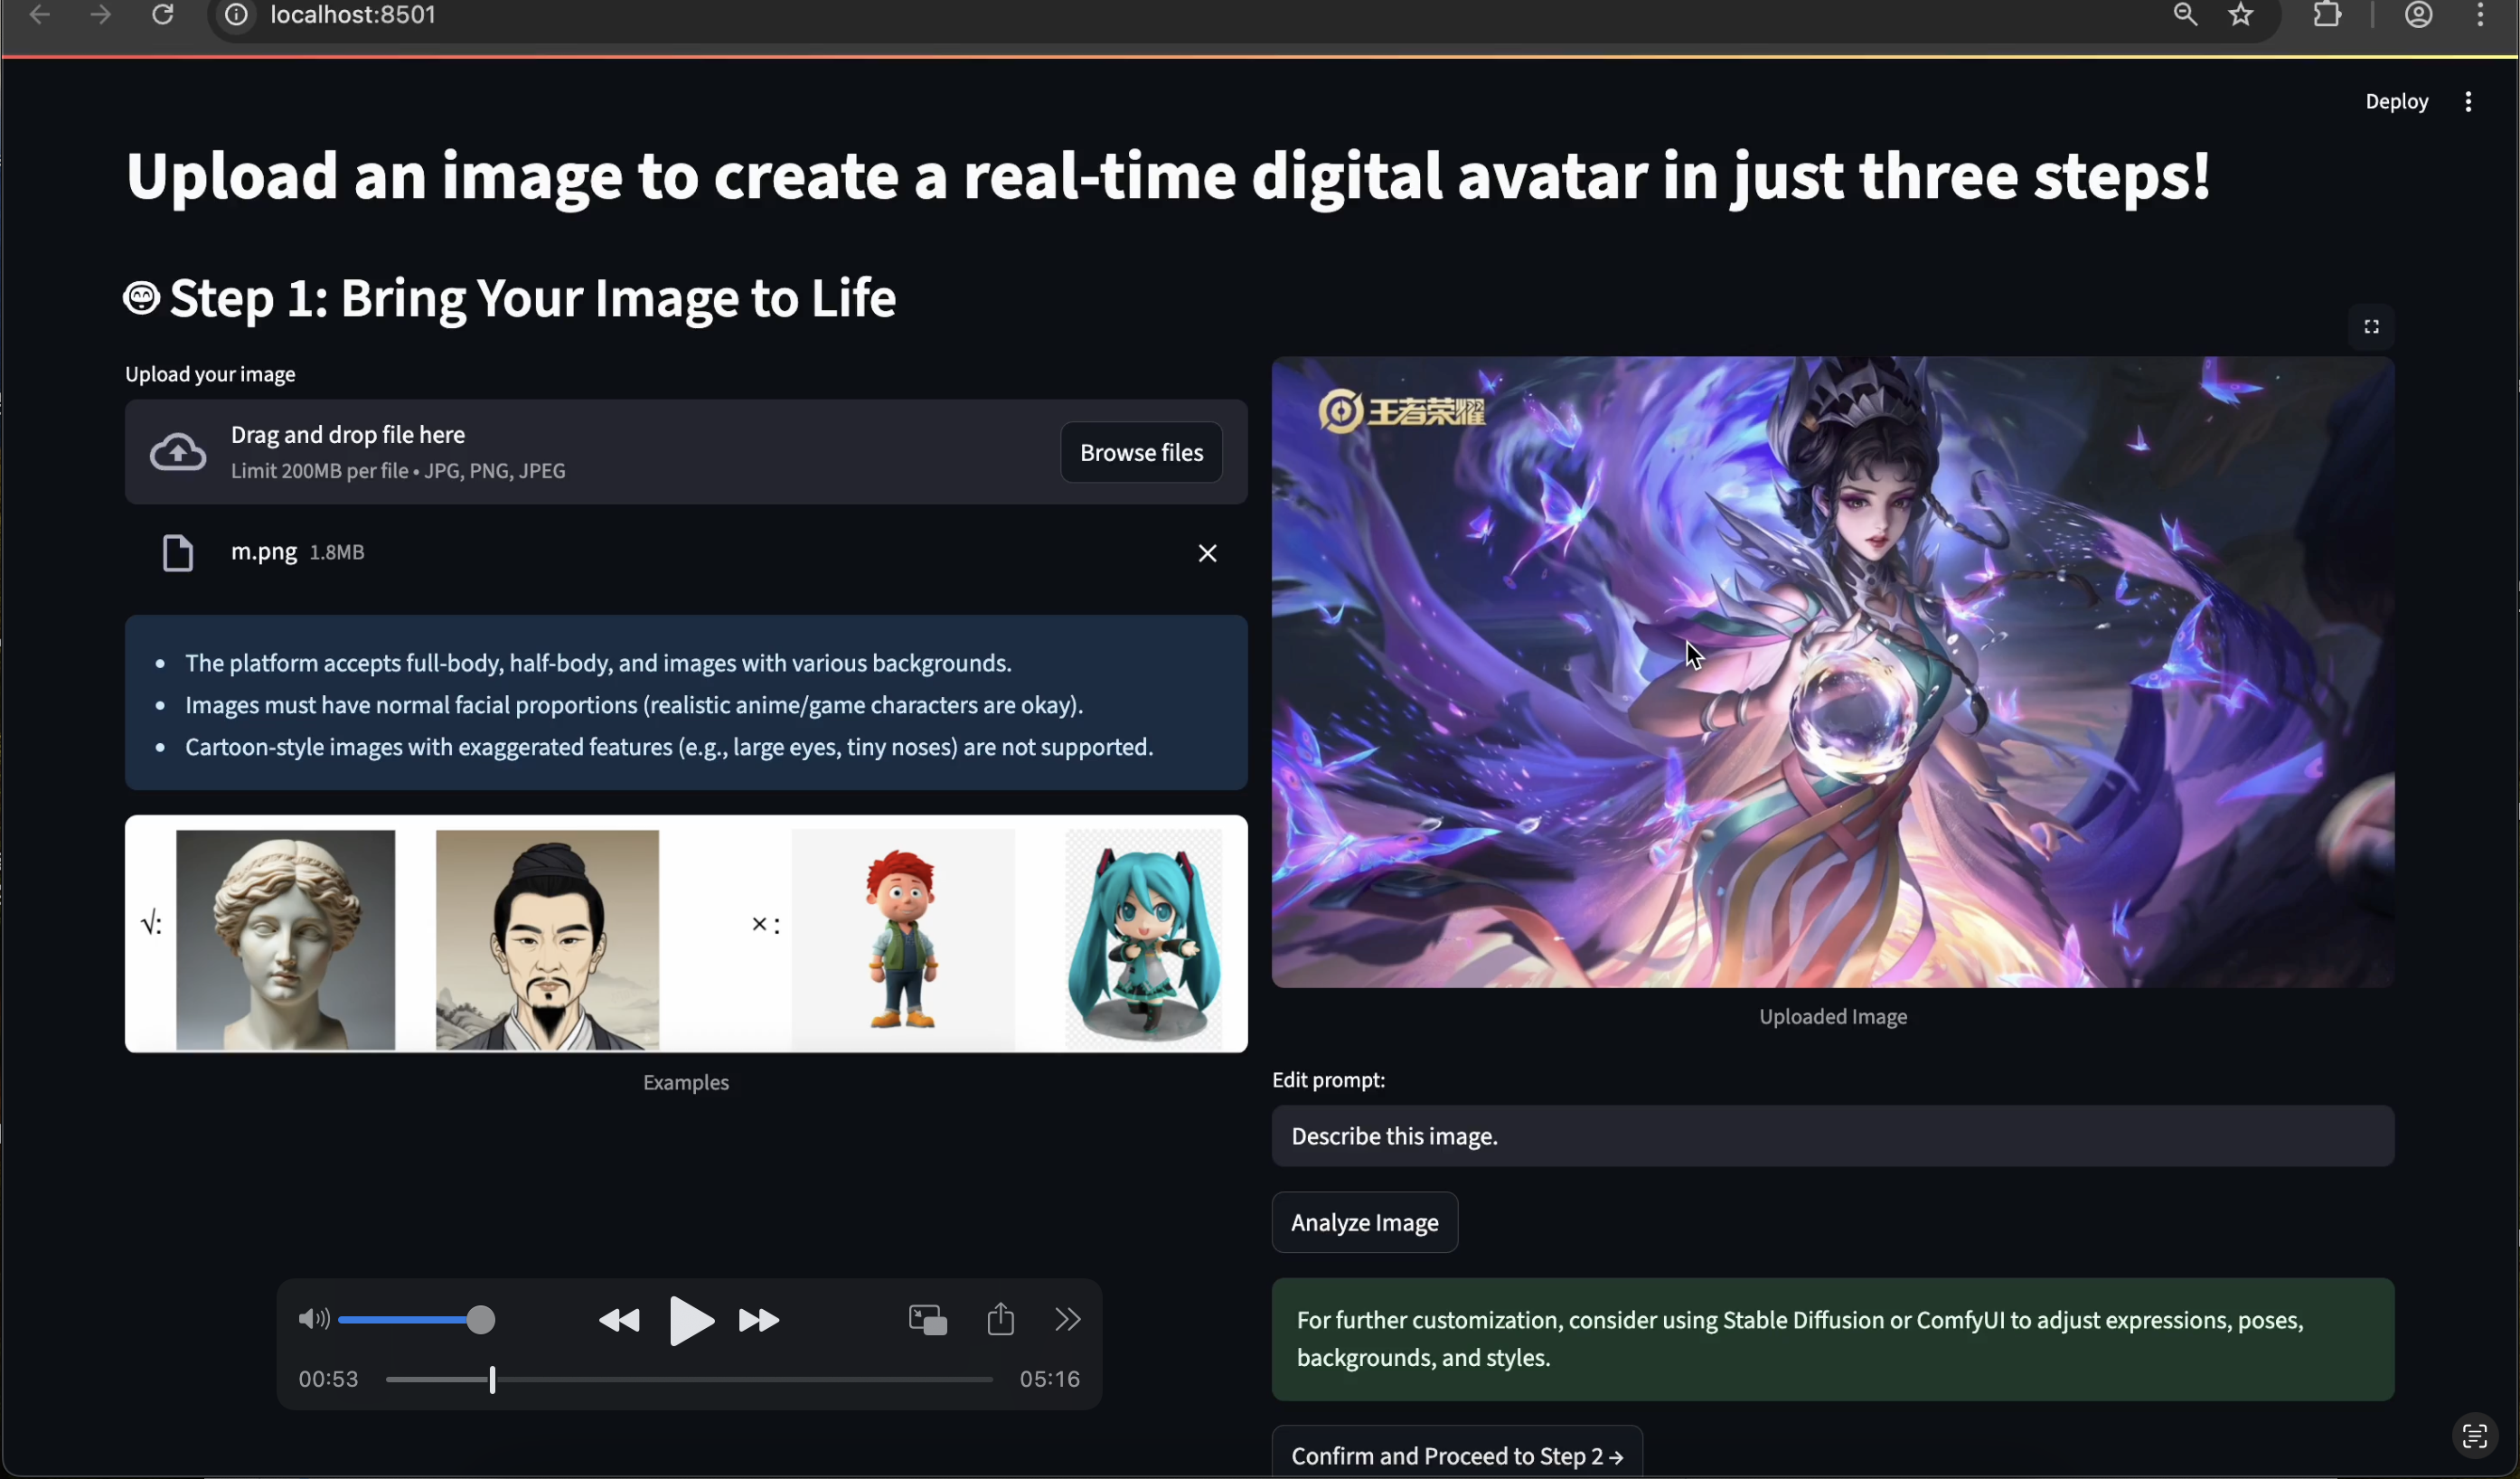 localhost:8501
Deploy
Upload an image to create a real-time digital avatar in just three steps!
Step 1: Bring Your Image to Life
Upload your image
Drag and drop file here
Limit 200MB per file • JPG, PNG, JPEG
Browse files
m.png 1.8MB
• The platform accepts full-body, half-body, and images with various backgrounds.
• Images must have normal facial proportions (realistic anime/game characters are okay).
• Cartoon-style images with exaggerated features (e.g., large eyes, tiny noses) are not supported.
√:
×:
Examples
王者荣耀
Uploaded Image
Edit prompt:
Describe this image.
Analyze Image
For further customization, consider using Stable Diffusion or ComfyUI to adjust expressions, poses,
backgrounds, and styles.
Confirm and Proceed to Step 2 →
00:53
05:16